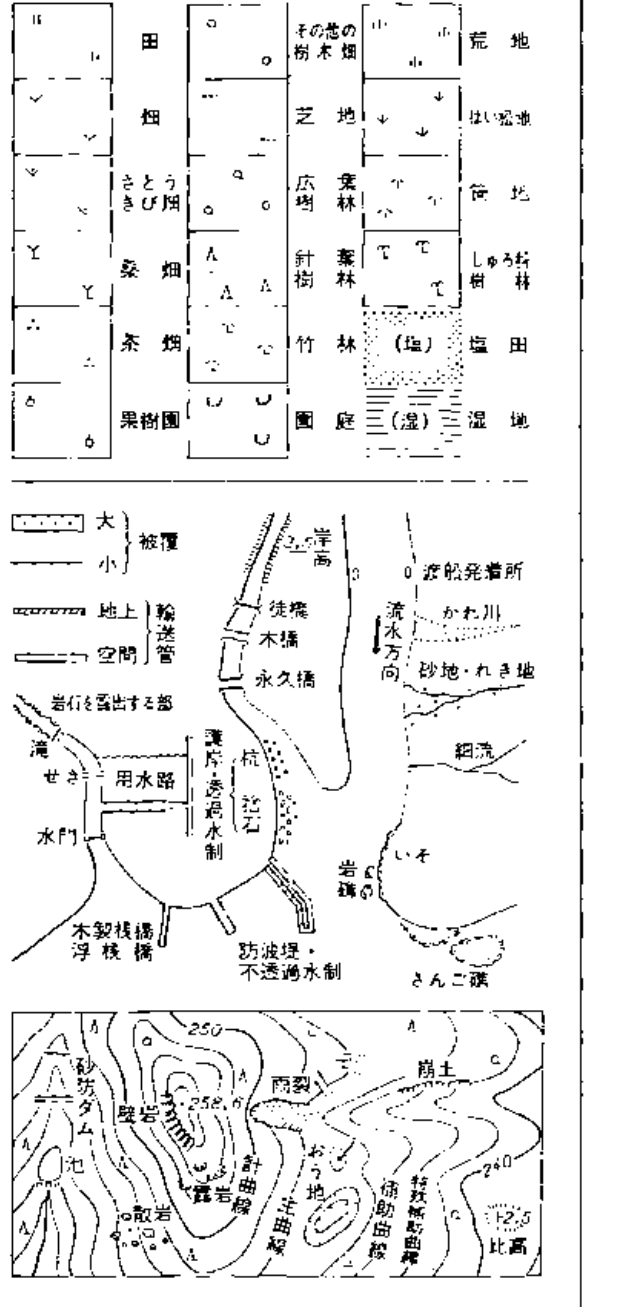 田
その他の
樹木畑
荒地
畑
芝地
はい松地
さとう
きび畑
広葉
樹林
笹地
桑畑
針葉
樹林
しゅろ科
樹林
茶畑
竹林
(塩)
塩田
果樹園
園庭
(湿)
湿地
大
小
被覆
地上
空間
輸送管
岸高
徒橋
木橋
永久橋
渡船発着所
流水方向
かれ川
砂地・れき地
細流
滝
せき
用水路
水門
護岸・透過水制
杭
捨石
いそ
岩礁
木製桟橋
浮桟橋
防波堤・
不透過水制
さんご礁
250
砂防ダム
雨裂
崩土
壁岩
258.6
池
露岩
散岩
計曲線
主曲線
おう地
補助曲線
特殊補助曲線
240
+2.5
比高